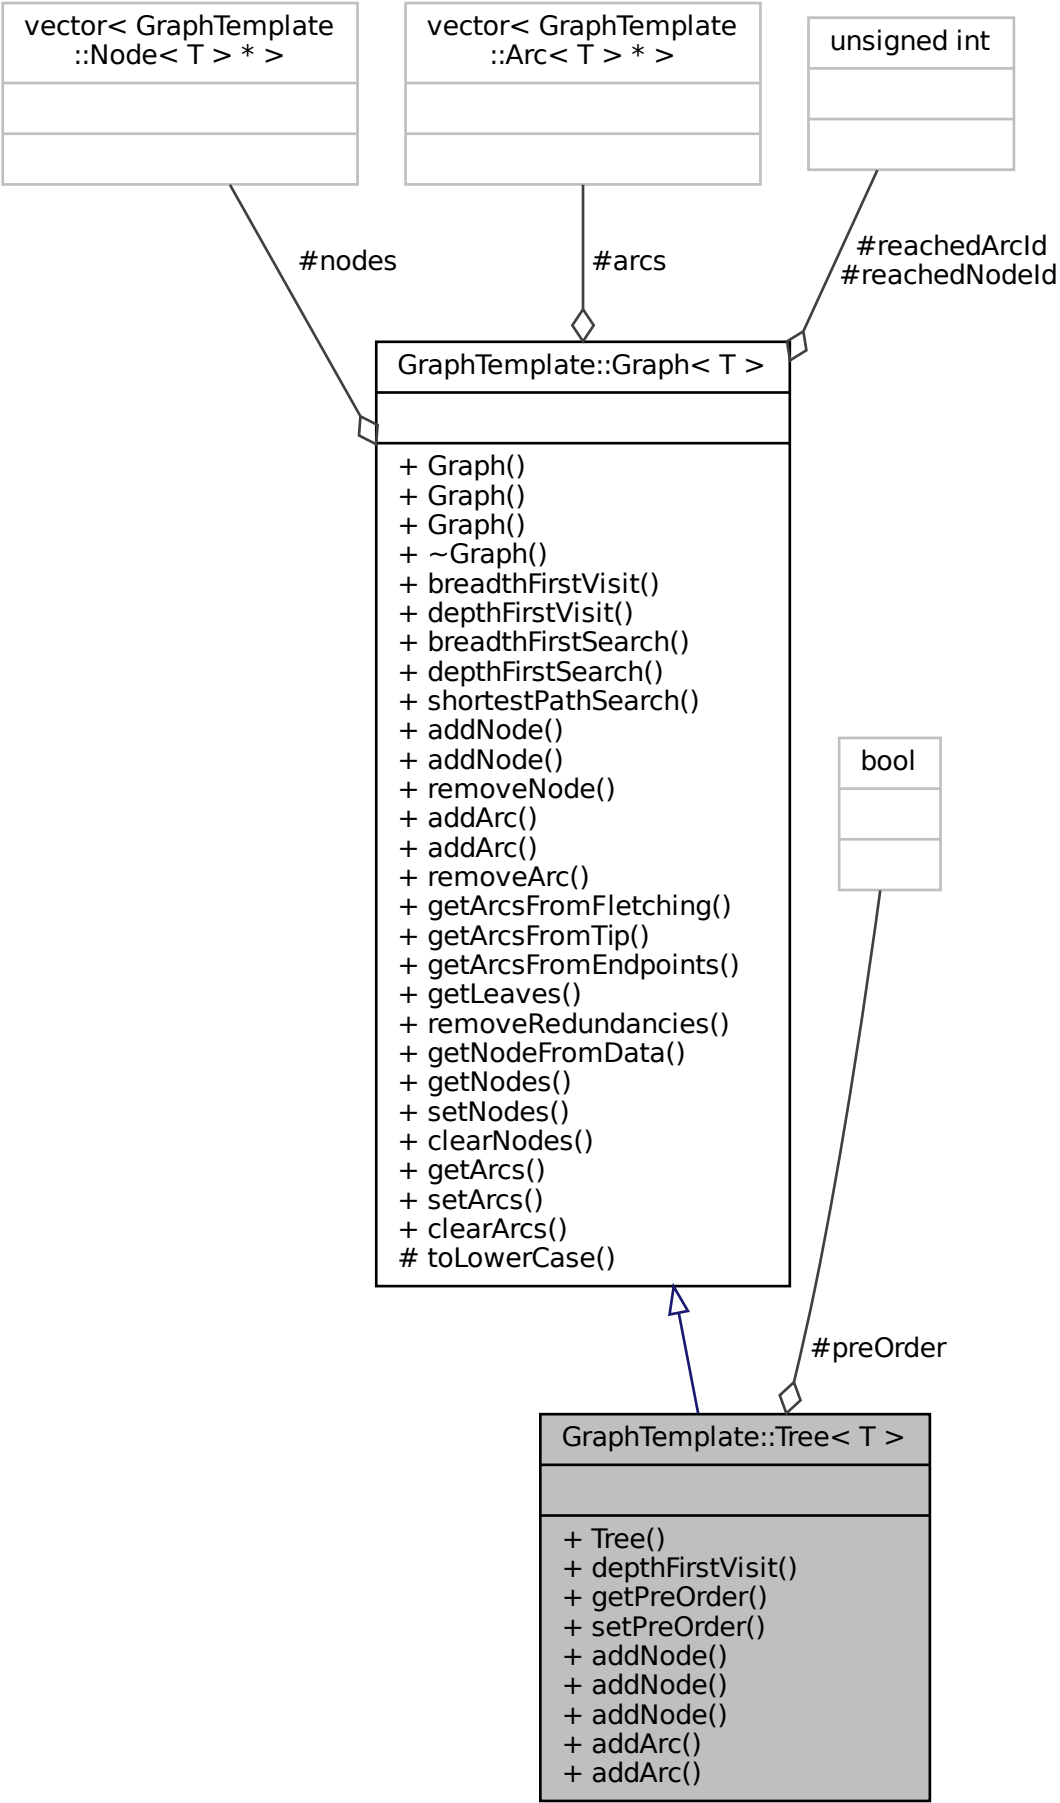 vector< GraphTemplate
::Node< T > * >
vector< GraphTemplate
::Arc< T > * >
unsigned int
#nodes
#arcs
#reachedArcId
#reachedNodeId
GraphTemplate::Graph< T >
+ Graph()
+ Graph()
+ Graph()
+ ~Graph()
+ breadthFirstVisit()
+ depthFirstVisit()
+ breadthFirstSearch()
+ depthFirstSearch()
+ shortestPathSearch()
+ addNode()
+ addNode()
+ removeNode()
+ addArc()
+ addArc()
+ removeArc()
+ getArcsFromFletching()
+ getArcsFromTip()
+ getArcsFromEndpoints()
+ getLeaves()
+ removeRedundancies()
+ getNodeFromData()
+ getNodes()
+ setNodes()
+ clearNodes()
+ getArcs()
+ setArcs()
+ clearArcs()
# toLowerCase()
bool
#preOrder
GraphTemplate::Tree< T >
+ Tree()
+ depthFirstVisit()
+ getPreOrder()
+ setPreOrder()
+ addNode()
+ addNode()
+ addNode()
+ addArc()
+ addArc()